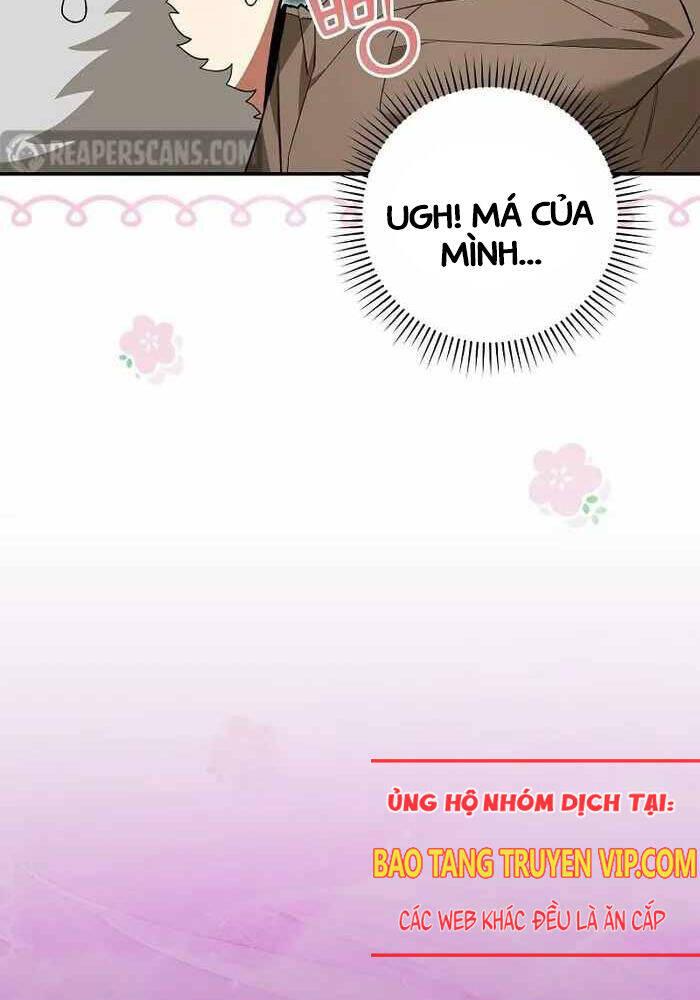 REAPERSCANS.COM
UGH! MÁ CỦA
MÌNH...
ỦNG HỘ NHÓM DỊCH TẠI:
BAO TANG TRUYEN VIP.COM
CÁC WEB KHÁC ĐỀU LÀ ĂN CẮP